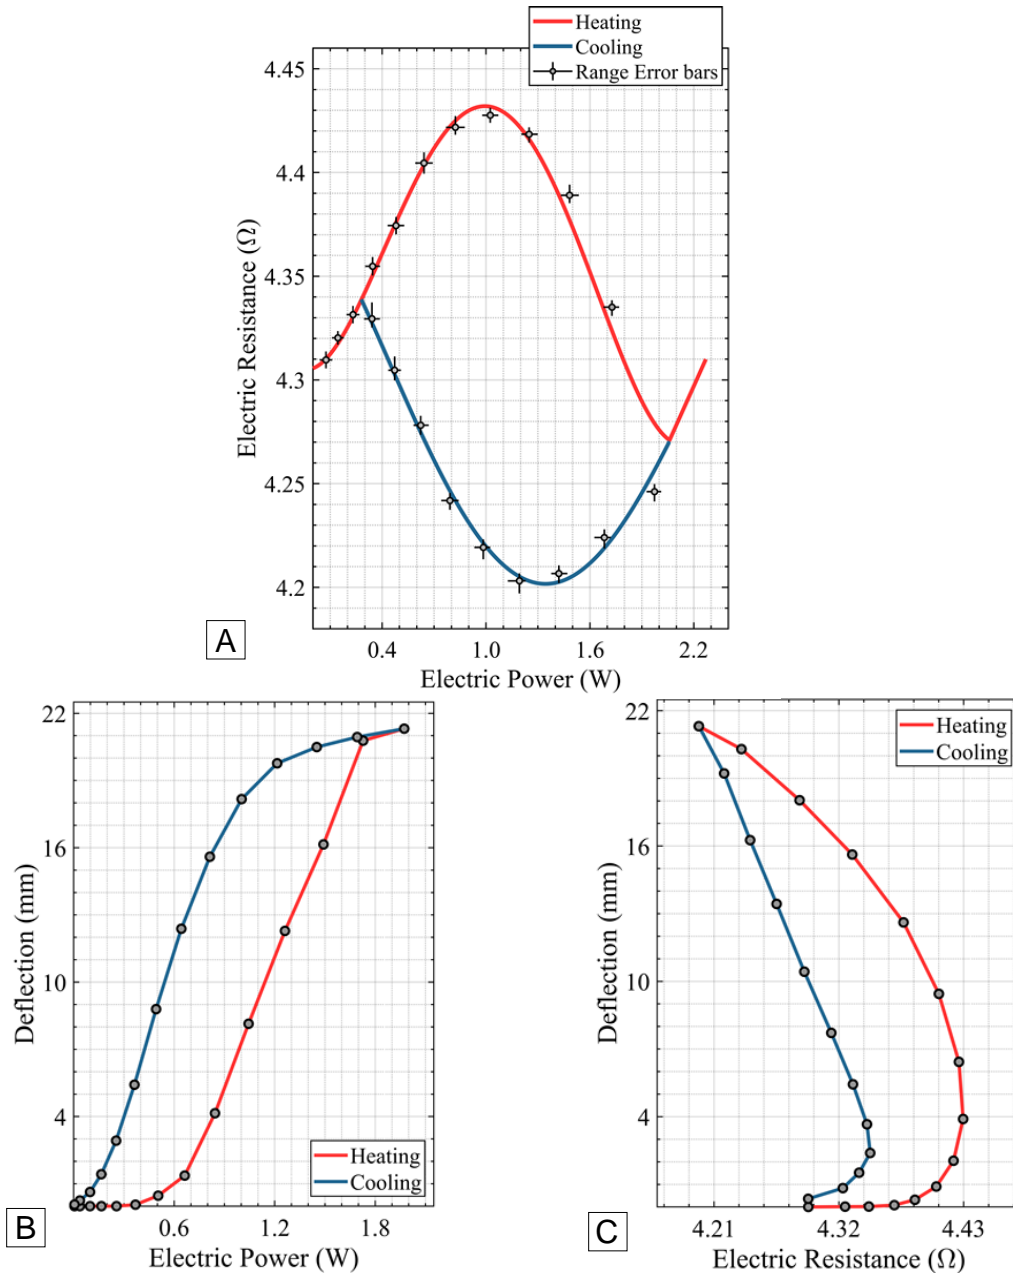 Heating
Cooling
Range Error bars
4.45
4.4
4.35
4.3
4.25
4.2
Electric Resistance (Ω)
0.4 1.0 1.6 2.2
Electric Power (W)
A
22
16
10
4
Deflection (mm)
Heating
Cooling
0.6 1.2 1.8
Electric Power (W)
B
22
16
10
4
Deflection (mm)
Heating
Cooling
4.21 4.32 4.43
Electric Resistance (Ω)
C